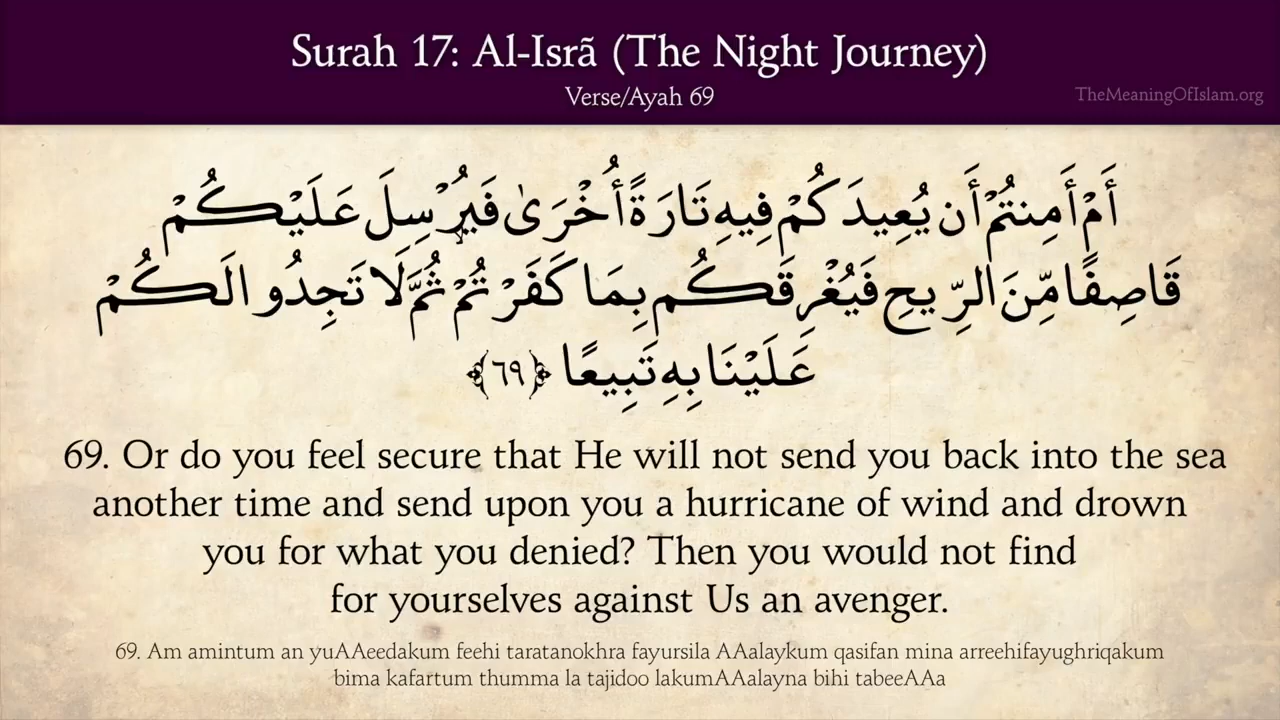 Surah 17: Al-Isrã (The Night Journey)
Verse/Ayah 69
TheMeaningOfIslam.org
أَمْ أَمِنتُمْ أَن يُعِيدَكُمْ فِيهِ تَارَةً أُخْرَىٰ فَيُرْسِلَ عَلَيْكُمْ
قَاصِفًا مِّنَ الرِّيحِ فَيُغْرِقَكُم بِمَا كَفَرْتُمْ ثُمَّ لَا تَجِدُوا لَكُمْ
عَلَيْنَا بِهِ تَبِيعًا ﴿٦٩﴾
69. Or do you feel secure that He will not send you back into the sea
another time and send upon you a hurricane of wind and drown
you for what you denied? Then you would not find
for yourselves against Us an avenger.
69. Am amintum an yuAAeedakum feehi taratanokhra fayursila AAalaykum qasifan mina arreehifayughriqakum
bima kafartum thumma la tajidoo lakumAAalayna bihi tabeeAAa